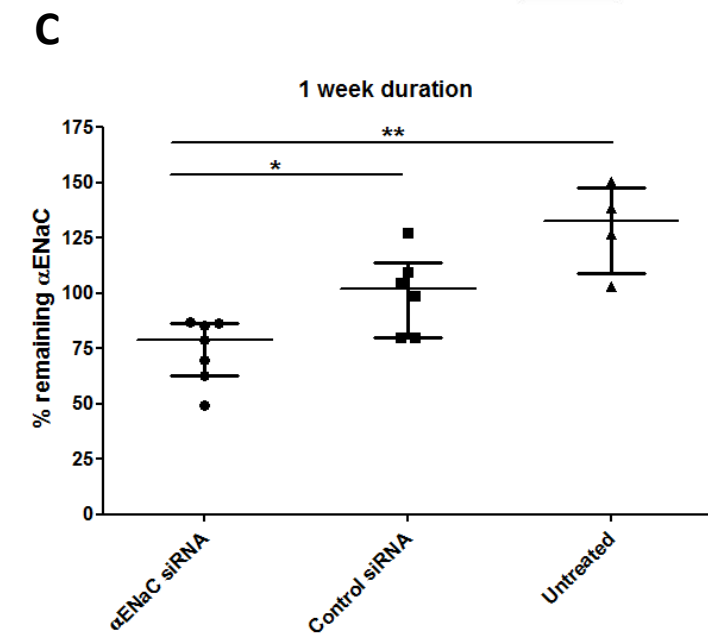 C
1 week duration
% remaining αENaC
175
150
125
100
75
50
25
0
**
*
αENaC siRNA
Control siRNA
Untreated